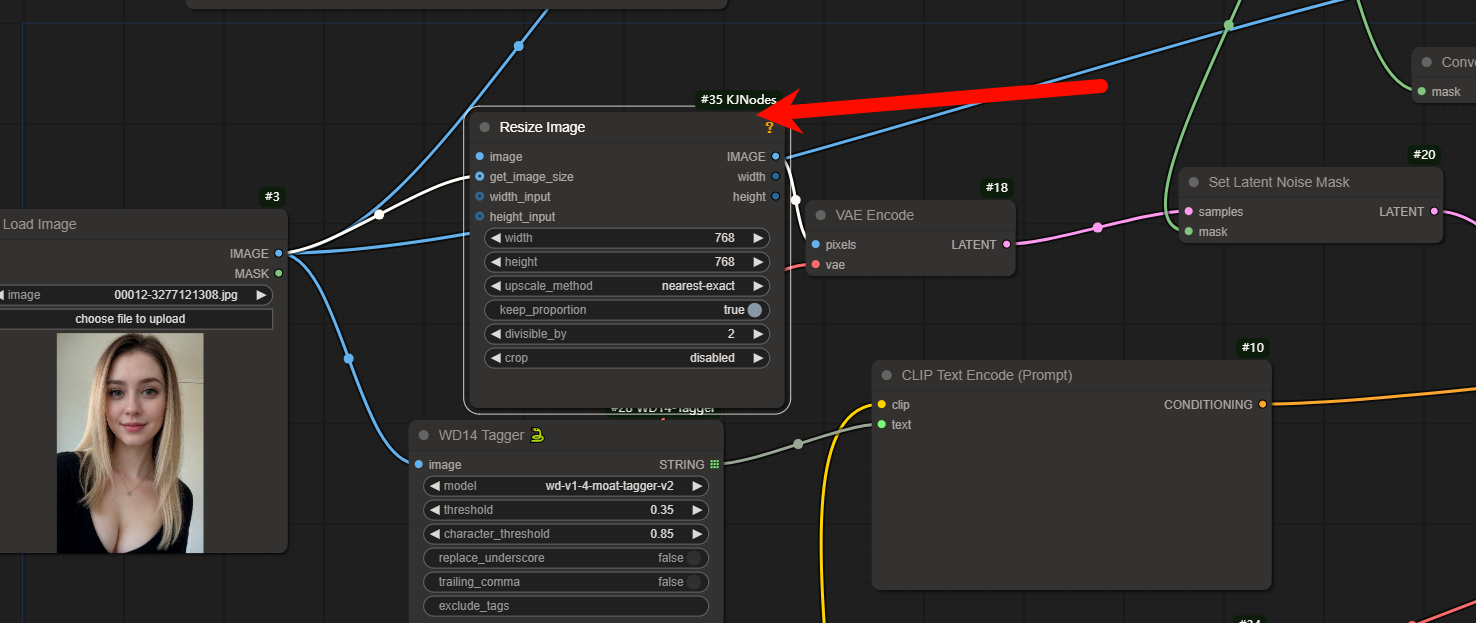 #35 KJNodes
Resize Image
?
image
IMAGE
get_image_size
width
width_input
height
height_input
width
768
height
768
upscale_method
nearest-exact
keep_proportion
true
divisible_by
2
crop
disabled
#3
Load Image
IMAGE
MASK
image
00012-3277121308.jpg
choose file to upload
#28 WD14-Tagger
WD14 Tagger
image
STRING
model
wd-v1-4-moat-tagger-v2
threshold
0.35
character_threshold
0.85
replace_underscore
false
trailing_comma
false
exclude_tags
#18
VAE Encode
pixels
LATENT
vae
#20
Set Latent Noise Mask
samples
LATENT
mask
Conve
mask
#10
CLIP Text Encode (Prompt)
clip
CONDITIONING
text